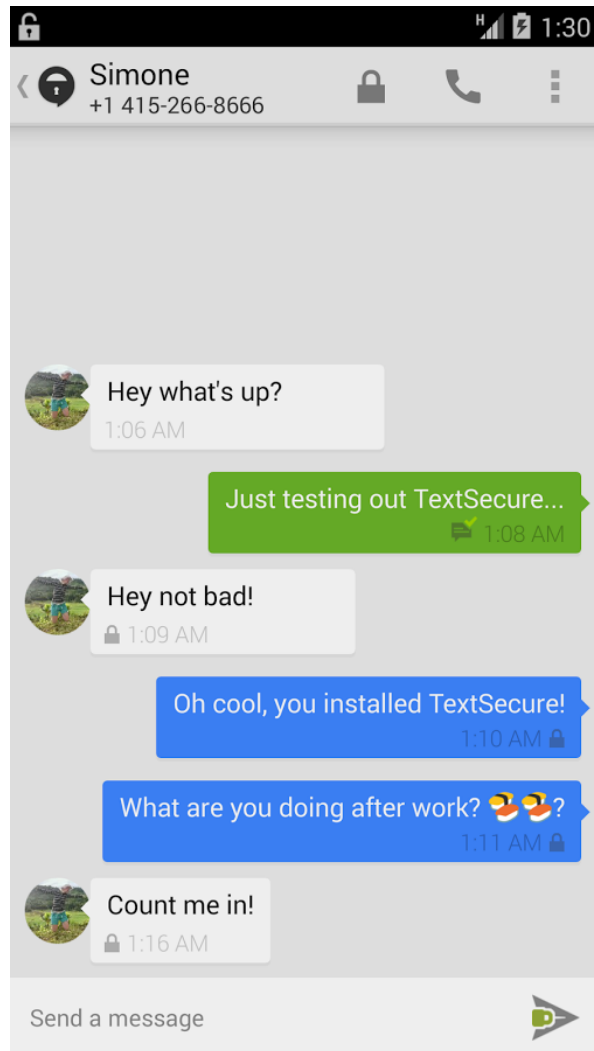 H 1:30
Simone
+1 415-266-8666
Hey what's up?
1:06 AM
Just testing out TextSecure...
1:08 AM
Hey not bad!
1:09 AM
Oh cool, you installed TextSecure!
1:10 AM
What are you doing after work? 🍣🍣?
1:11 AM
Count me in!
1:16 AM
Send a message